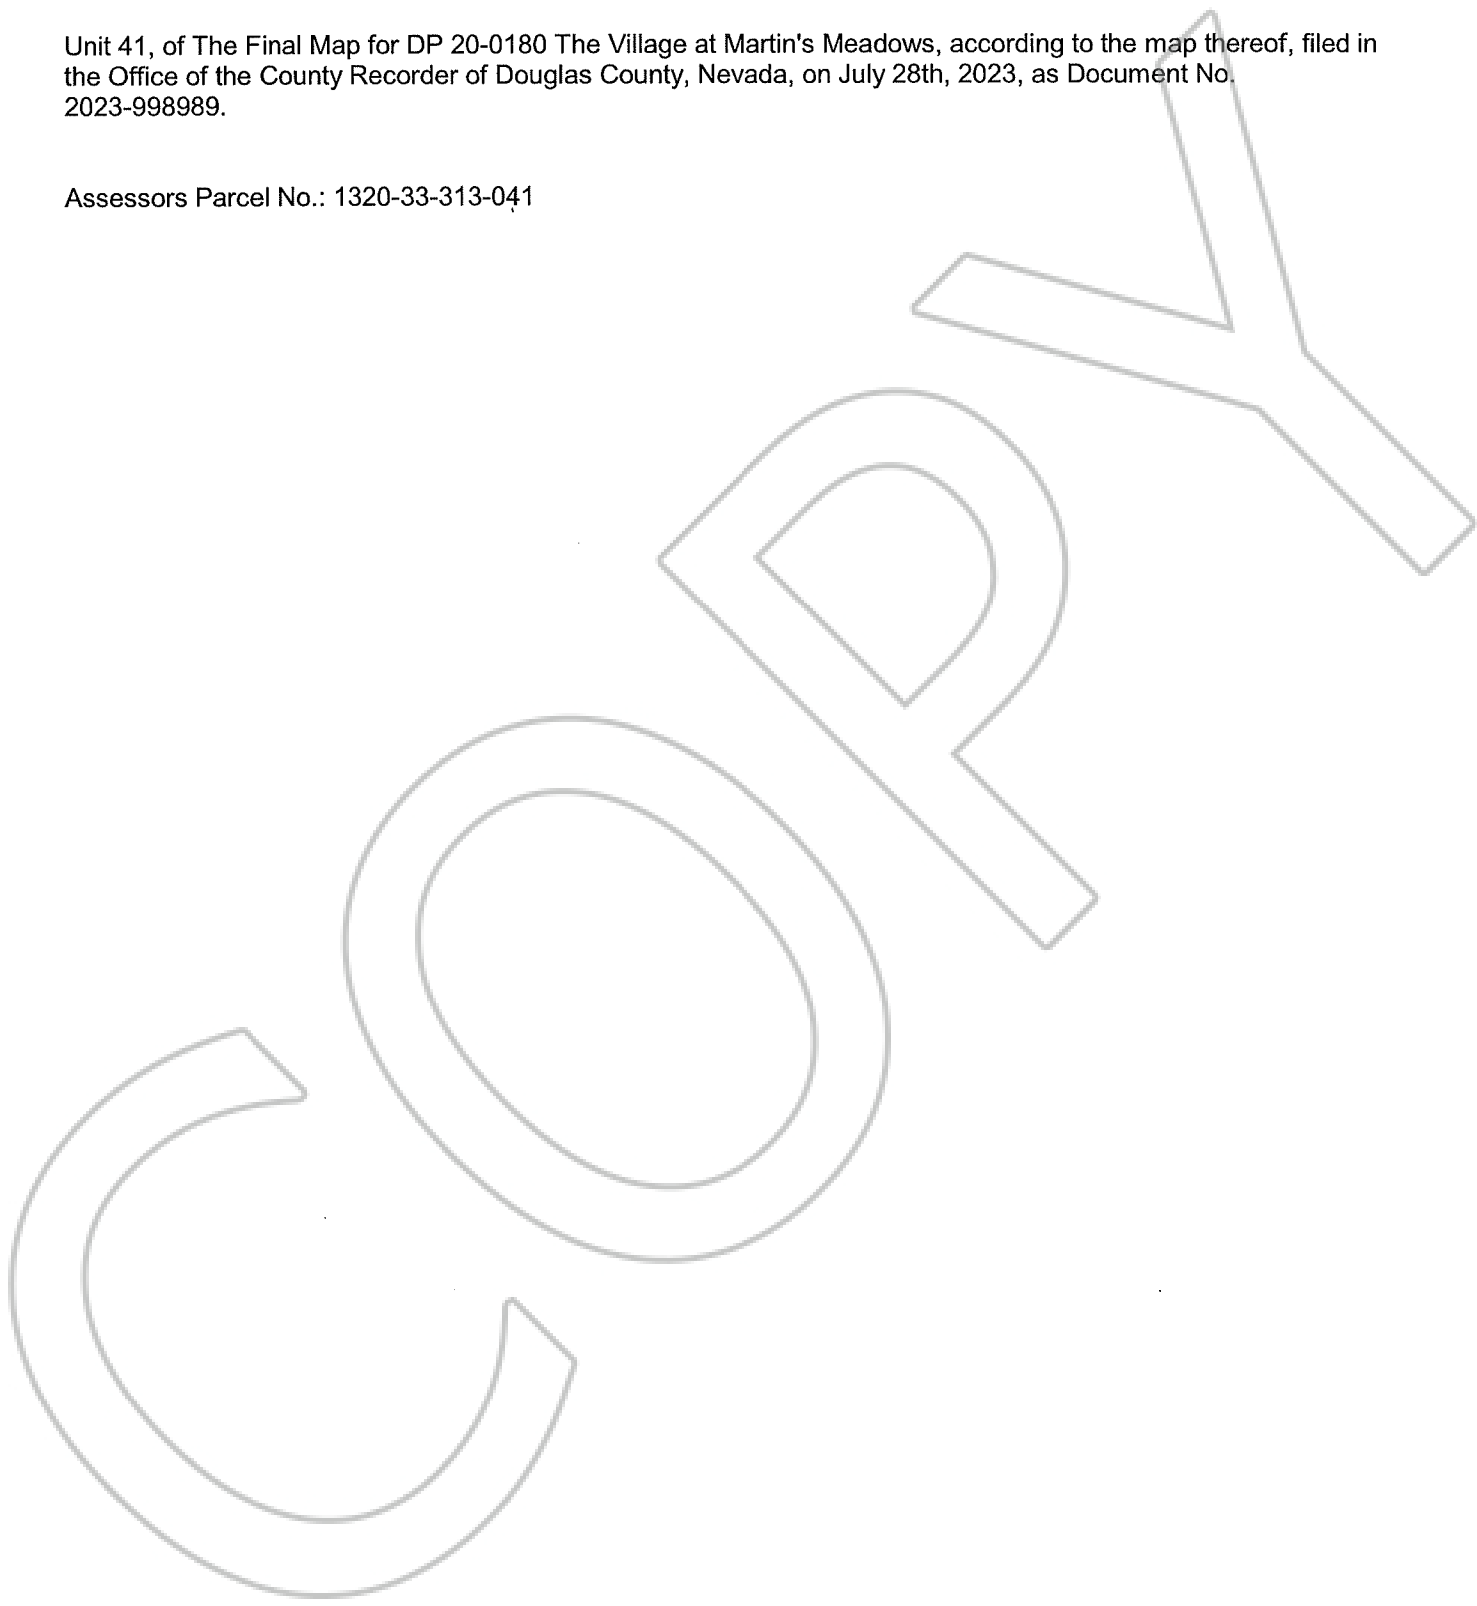 Unit 41, of The Final Map for DP 20-0180 The Village at Martin's Meadows, according to the map thereof, filed in
the Office of the County Recorder of Douglas County, Nevada, on July 28th, 2023, as Document No.
2023-998989.
Assessors Parcel No.: 1320-33-313-041
COPY